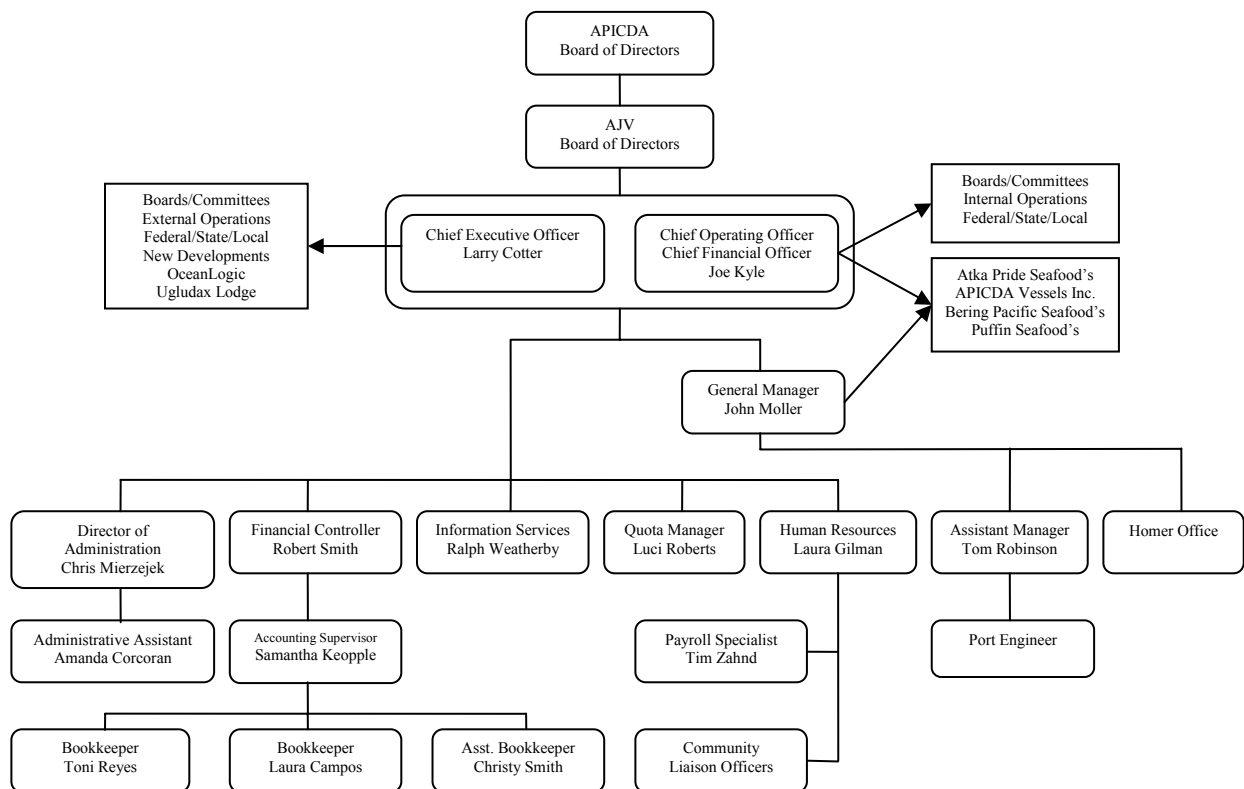 APICDA
Board of Directors
AJV
Board of Directors
Boards/Committees
External Operations
Federal/State/Local
New Developments
OceanLogic
Ugludax Lodge
Chief Executive Officer
Larry Cotter
Chief Operating Officer
Chief Financial Officer
Joe Kyle
Boards/Committees
Internal Operations
Federal/State/Local
Atka Pride Seafood's
APICDA Vessels Inc.
Bering Pacific Seafood's
Puffin Seafood's
General Manager
John Moller
Director of
Administration
Chris Mierzejek
Financial Controller
Robert Smith
Information Services
Ralph Weatherby
Quota Manager
Luci Roberts
Human Resources
Laura Gilman
Assistant Manager
Tom Robinson
Homer Office
Administrative Assistant
Amanda Corcoran
Accounting Supervisor
Samantha Keopple
Payroll Specialist
Tim Zahnd
Port Engineer
Bookkeeper
Toni Reyes
Bookkeeper
Laura Campos
Asst. Bookkeeper
Christy Smith
Community
Liaison Officers